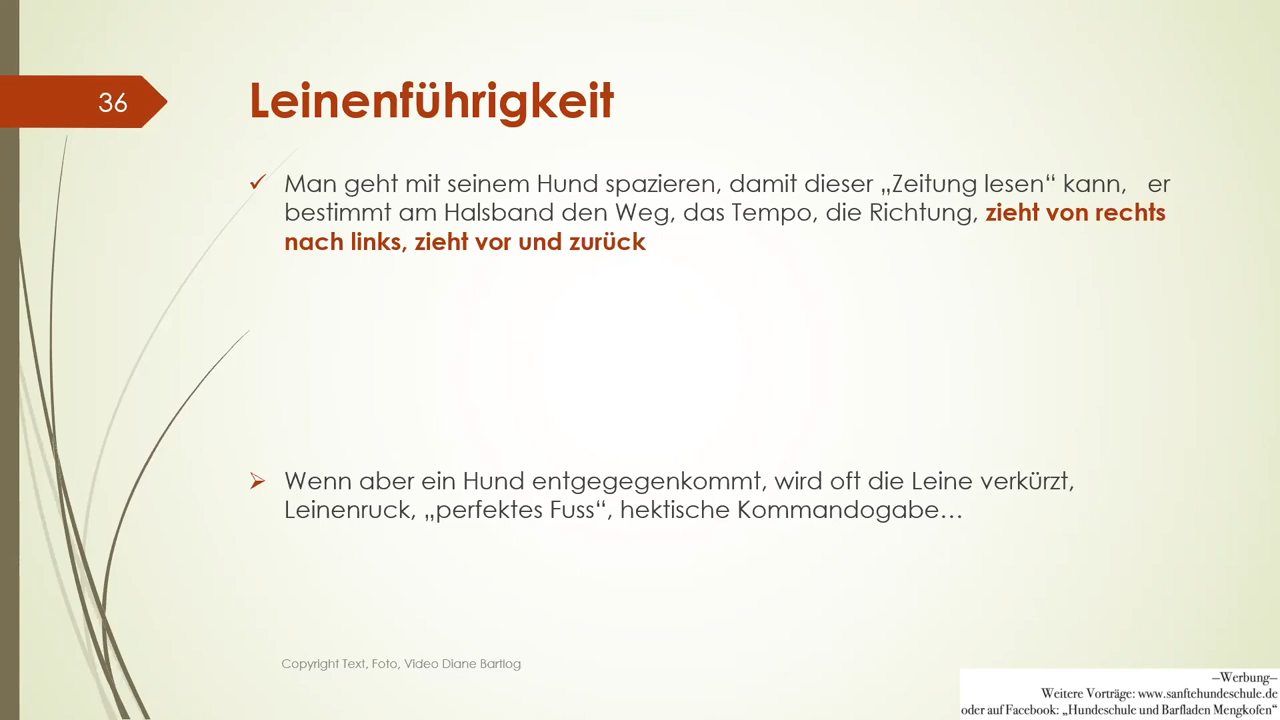 36
Leinenführigkeit
✓ Man geht mit seinem Hund spazieren, damit dieser „Zeitung lesen“ kann, er
bestimmt am Halsband den Weg, das Tempo, die Richtung, zieht von rechts
nach links, zieht vor und zurück
➢ Wenn aber ein Hund entgegegenkommt, wird oft die Leine verkürzt,
Leinenruck, „perfektes Fuss“, hektische Kommandogabe…
Copyright Text, Foto, Video Diane Bartlog
—Werbung—
Weitere Vorträge: www.sanftehundeschule.de
oder auf Facebook: „Hundeschule und Barfladen Mengkofen“